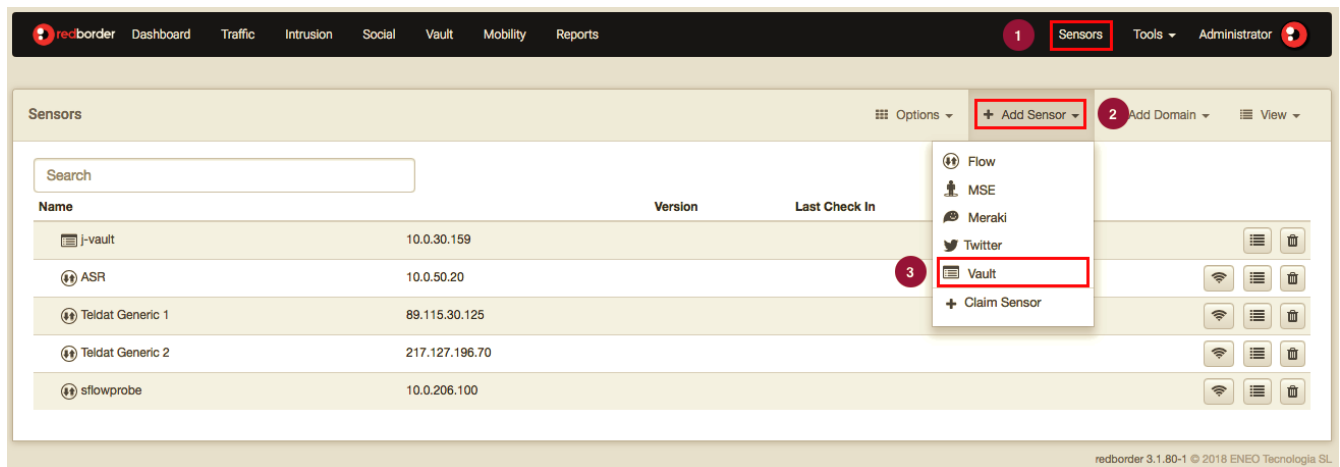 redborder Dashboard Traffic Intrusion Social Vault Mobility Reports 1 Sensors Tools Administrator
Sensors Options + Add Sensor 2 Add Domain View
Search
Name Version Last Check In
j-vault 10.0.30.159
ASR 10.0.50.20
Teldat Generic 1 89.115.30.125
Teldat Generic 2 217.127.196.70
sflowprobe 10.0.206.100
Flow
MSE
Meraki
Twitter
3 Vault
+ Claim Sensor
redborder 3.1.80-1 © 2018 ENEO Tecnologia SL